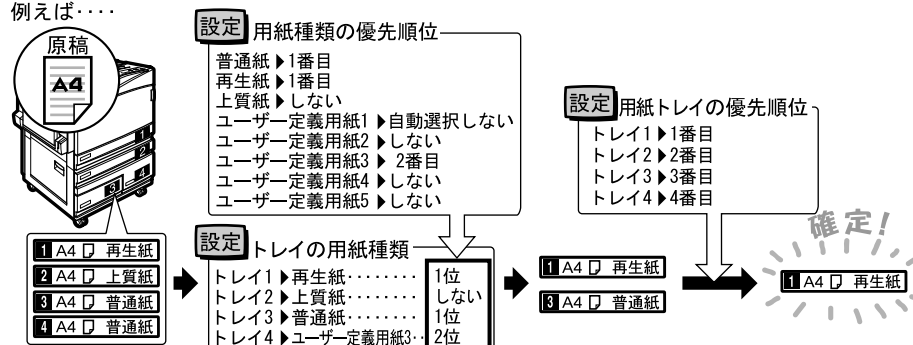 例えば････
原稿
A4
1
2
3
4
1 A4 再生紙
2 A4 上質紙
3 A4 普通紙
4 A4 普通紙
設定 用紙種類の優先順位
普通紙▶1番目
再生紙▶1番目
上質紙▶しない
ユーザー定義用紙1▶自動選択しない
ユーザー定義用紙2▶しない
ユーザー定義用紙3▶ 2番目
ユーザー定義用紙4▶しない
ユーザー定義用紙5▶しない
設定 トレイの用紙種類
トレイ1▶再生紙････････ 1位
トレイ2▶上質紙････････ しない
トレイ3▶普通紙････････ 1位
トレイ4▶ユーザー定義用紙3･･ 2位
1 A4 再生紙
3 A4 普通紙
設定 用紙トレイの優先順位
トレイ1▶1番目
トレイ2▶2番目
トレイ3▶3番目
トレイ4▶4番目
確定!
1 A4 再生紙